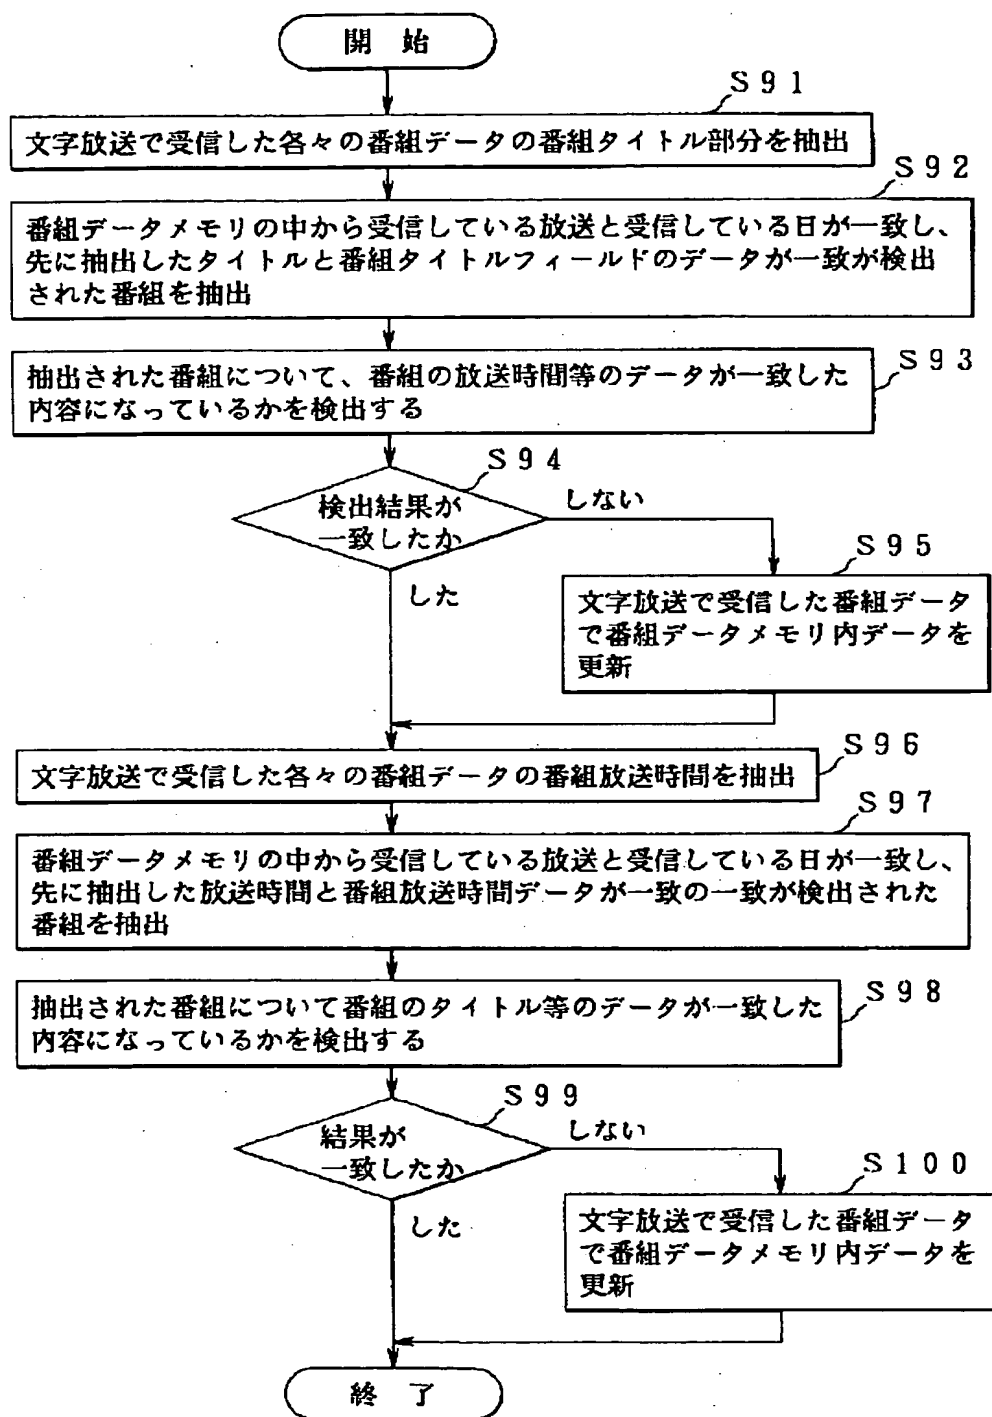 開始
S91
文字放送で受信した各々の番組データの番組タイトル部分を抽出
S92
番組データメモリの中から受信している放送と受信している日が一致し、
先に抽出したタイトルと番組タイトルフィールドのデータが一致が検出
された番組を抽出
S93
抽出された番組について、番組の放送時間等のデータが一致した
内容になっているかを検出する
S94
検出結果が
一致したか
しない
した
S95
文字放送で受信した番組データ
で番組データメモリ内データを
更新
S96
文字放送で受信した各々の番組データの番組放送時間を抽出
S97
番組データメモリの中から受信している放送と受信している日が一致し、
先に抽出した放送時間と番組放送時間データが一致の一致が検出された
番組を抽出
S98
抽出された番組について番組のタイトル等のデータが一致した
内容になっているかを検出する
S99
結果が
一致したか
しない
した
S100
文字放送で受信した番組データ
で番組データメモリ内データを
更新
終了